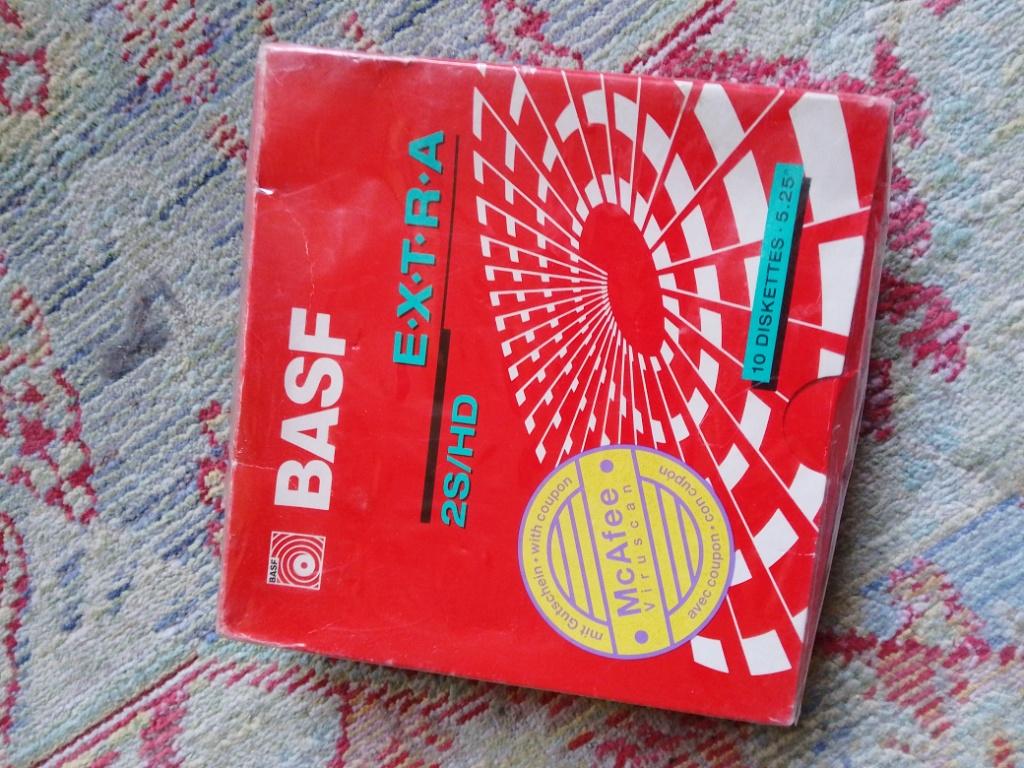 BASF
BASF
E·X·T·R·A
2S/HD
10 DISKETTES · 5.25"
mit Gutschein • with coupon
McAfee
Viruscan
avec coupon • con cupón